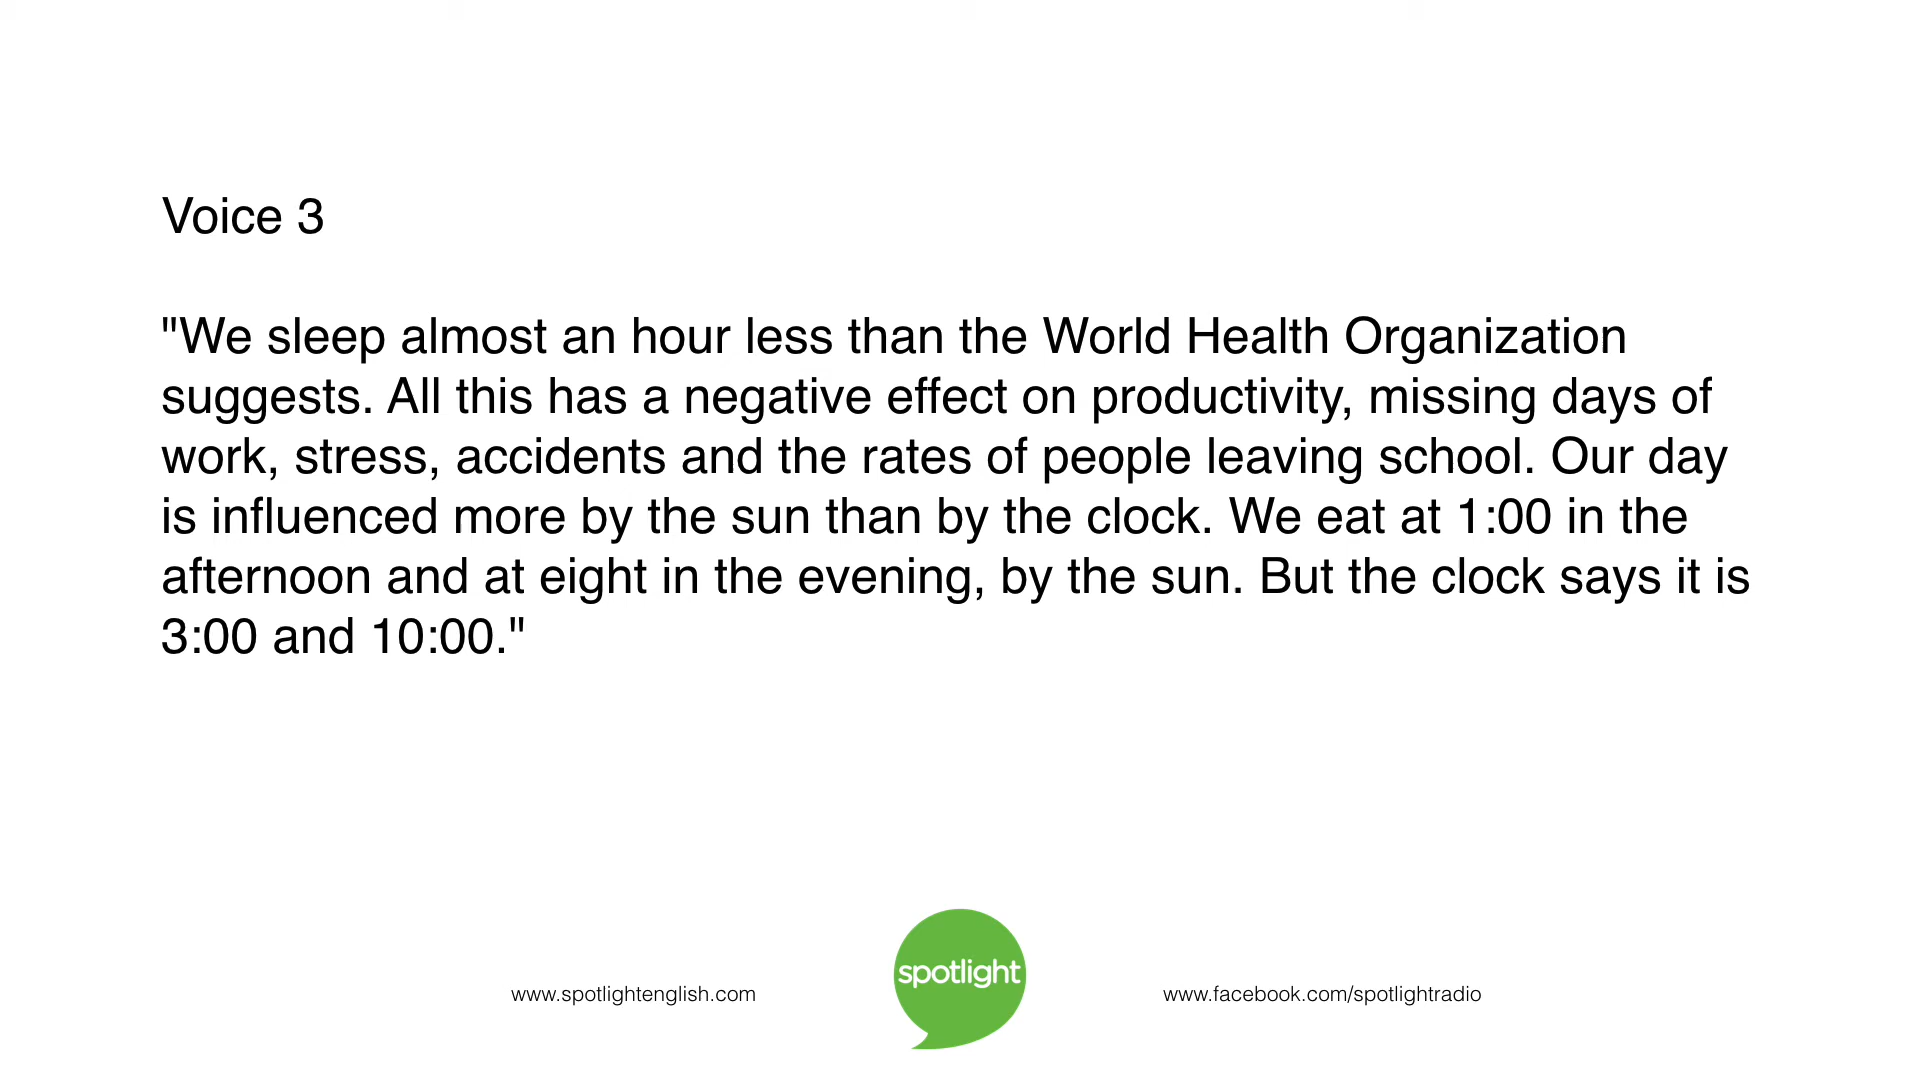 Voice 3
"We sleep almost an hour less than the World Health Organization
suggests. All this has a negative effect on productivity, missing days of
work, stress, accidents and the rates of people leaving school. Our day
is influenced more by the sun than by the clock. We eat at 1:00 in the
afternoon and at eight in the evening, by the sun. But the clock says it is
3:00 and 10:00."
spotlight
www.spotlightenglish.com
www.facebook.com/spotlightradio